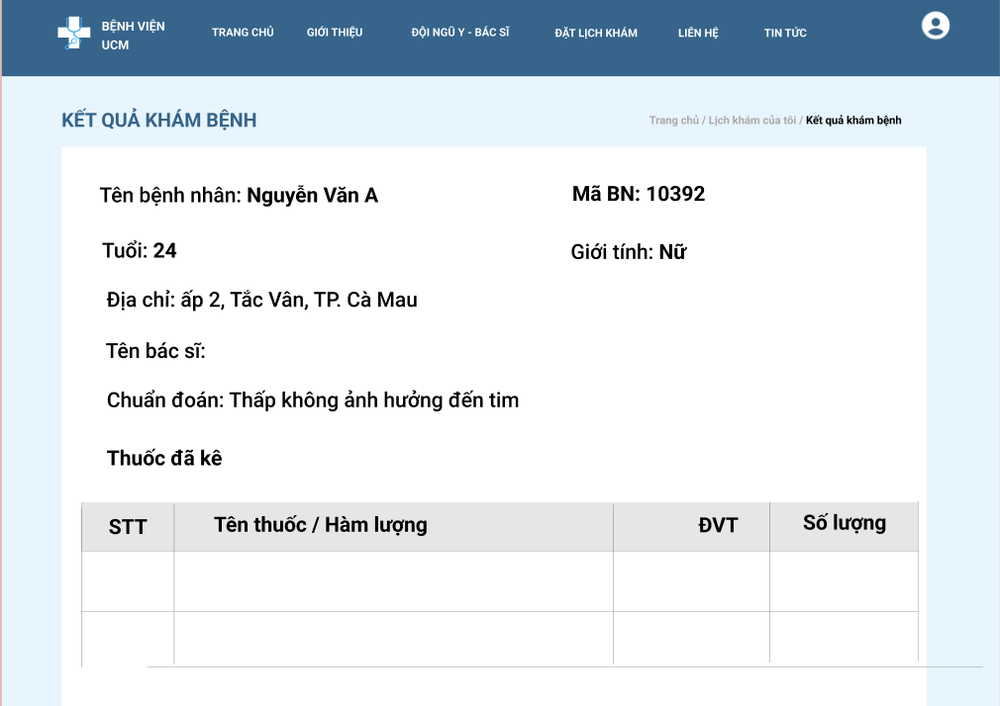 BỆNH VIỆN
UCM
TRANG CHỦ GIỚI THIỆU ĐỘI NGŨ Y - BÁC SĨ ĐẶT LỊCH KHÁM LIÊN HỆ TIN TỨC
KẾT QUẢ KHÁM BỆNH
Trang chủ / Lịch khám của tôi / Kết quả khám bệnh
Tên bệnh nhân: Nguyễn Văn A
Mã BN: 10392
Tuổi: 24
Giới tính: Nữ
Địa chỉ: ấp 2, Tắc Vân, TP. Cà Mau
Tên bác sĩ:
Chuẩn đoán: Thấp không ảnh hưởng đến tim
Thuốc đã kê
STT Tên thuốc / Hàm lượng ĐVT Số lượng